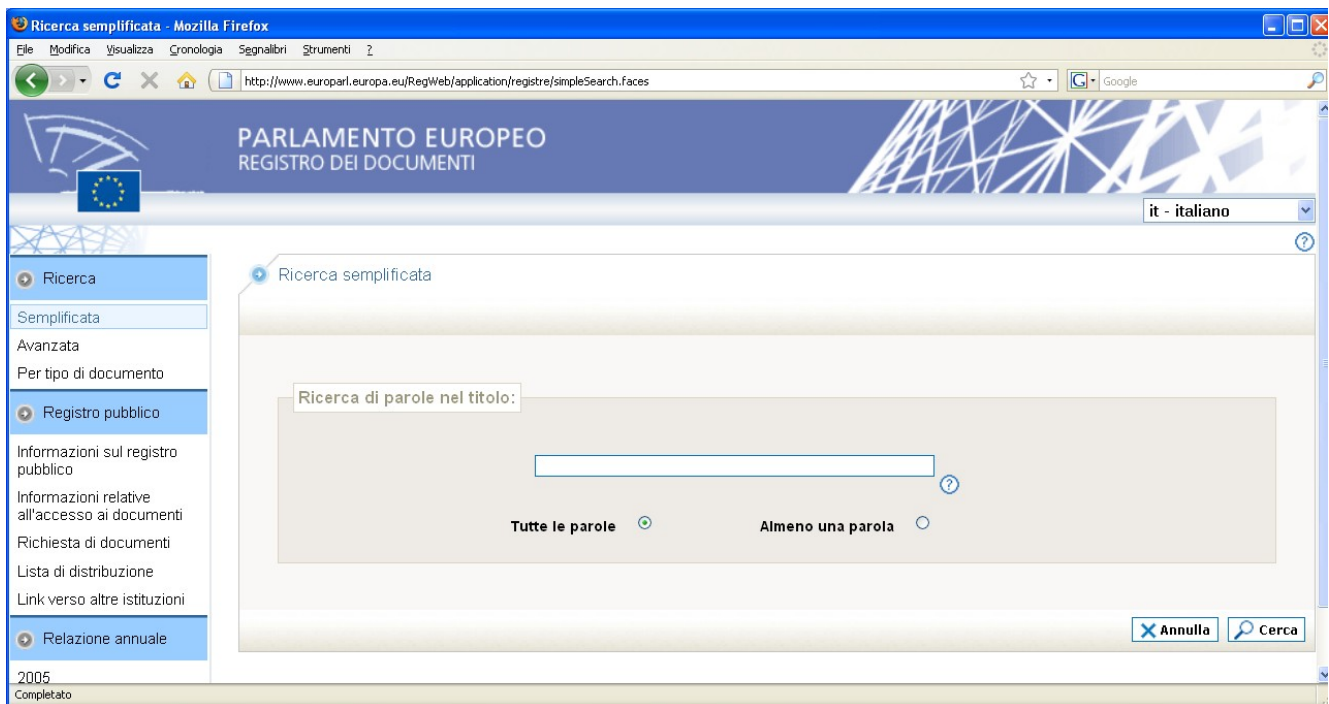 Ricerca semplificata - Mozilla Firefox
File Modifica Visualizza Cronologia Segnalibri Strumenti ?
http://www.europarl.europa.eu/RegWeb/application/registre/simpleSearch.faces
G Google
PARLAMENTO EUROPEO
REGISTRO DEI DOCUMENTI
it - italiano
?
Ricerca
Semplificata
Avanzata
Per tipo di documento
Registro pubblico
Informazioni sul registro
pubblico
Informazioni relative
all'accesso ai documenti
Richiesta di documenti
Lista di distribuzione
Link verso altre istituzioni
Relazione annuale
2005
Ricerca semplificata
Ricerca di parole nel titolo:
?
Tutte le parole Almeno una parola
Annulla Cerca
Completato